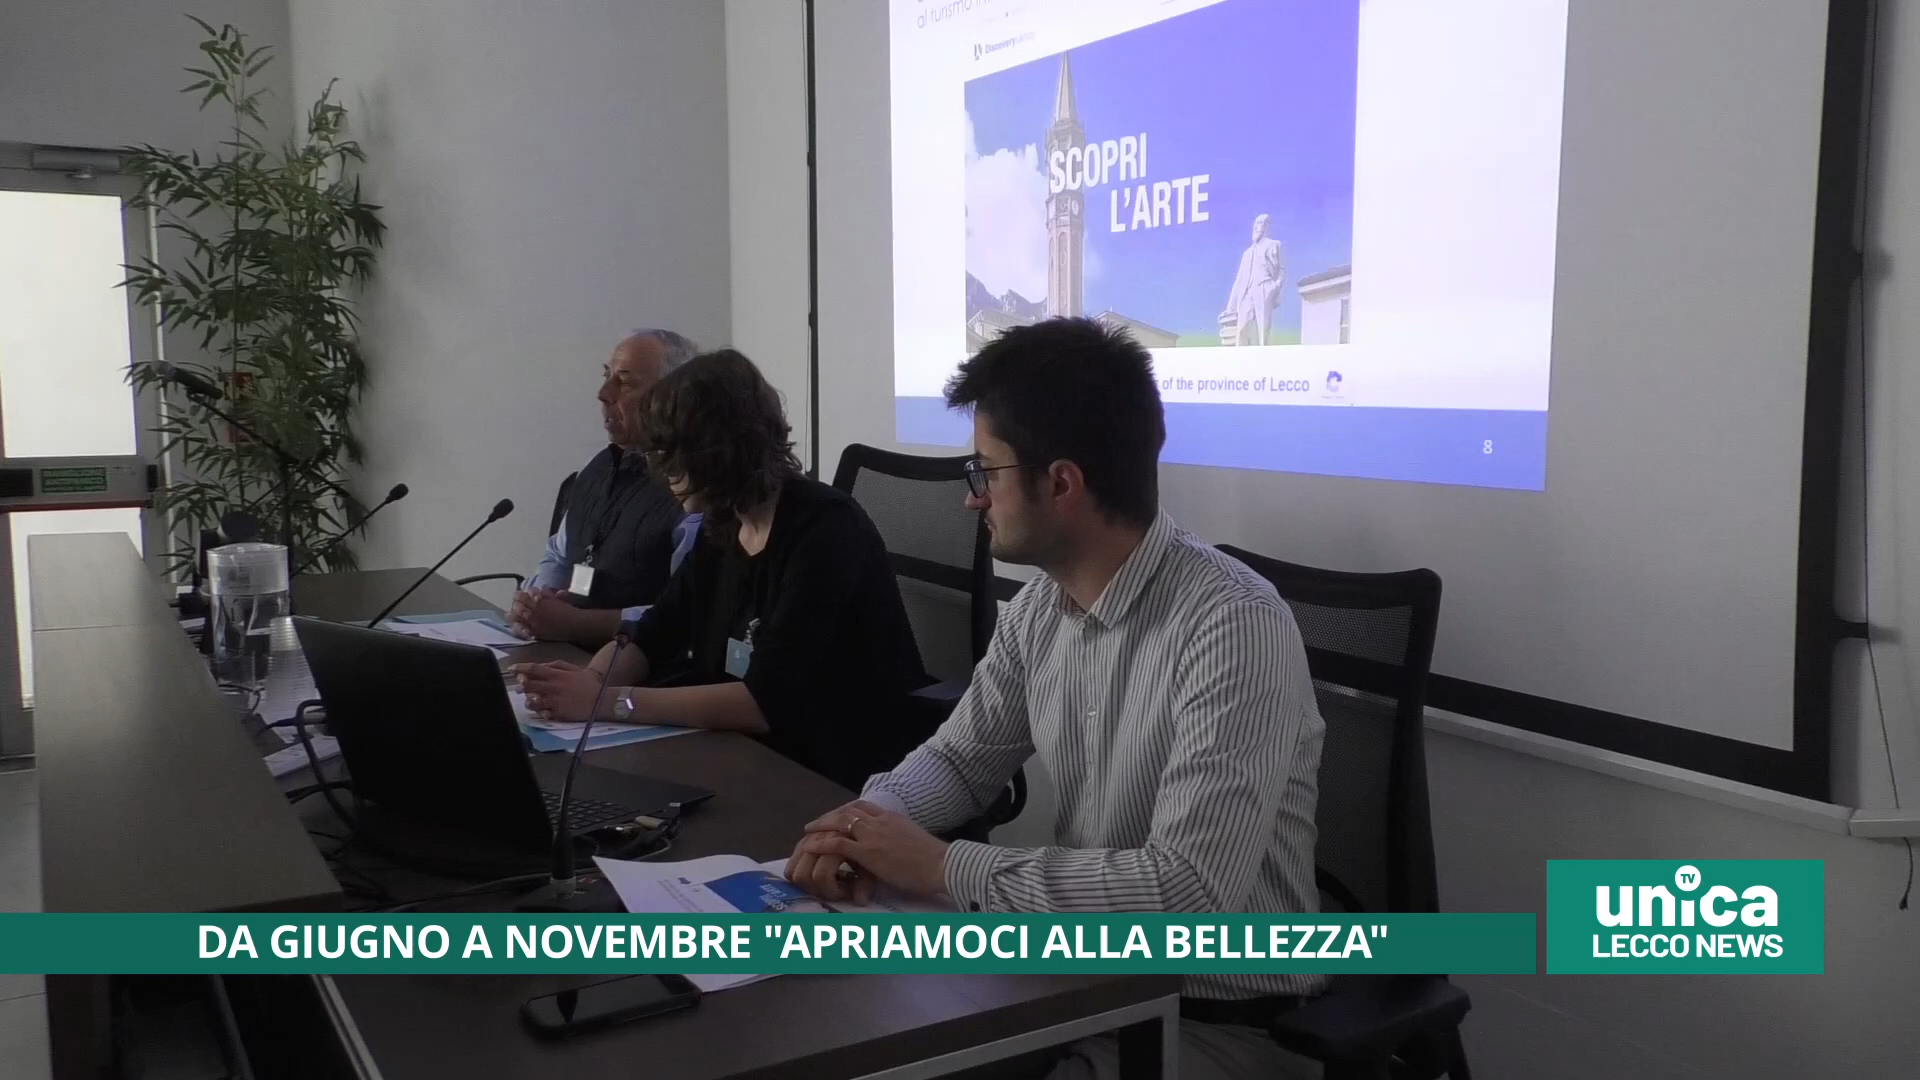 al turismo
Discovery
SCOPRI
L'ARTE
of the province of Lecco
8
DA GIUGNO A NOVEMBRE "APRIAMOCI ALLA BELLEZZA"
unica TV
LECCO NEWS